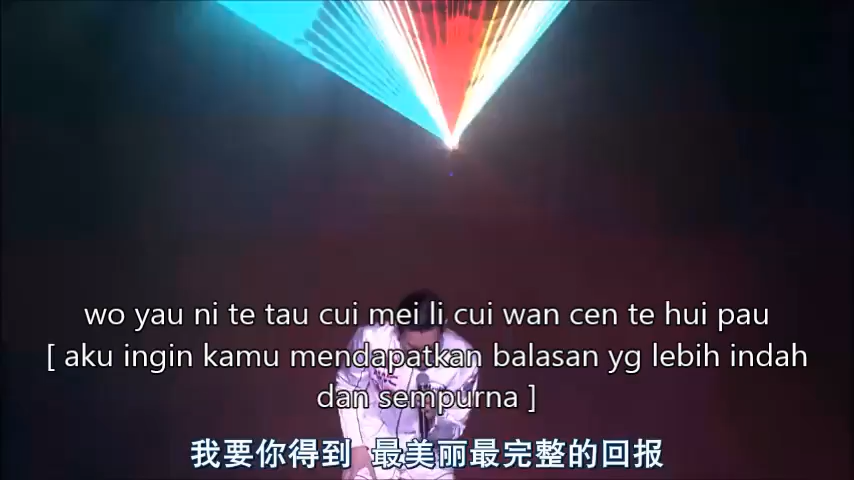 wo yau ni te tau cui mei li cui wan cen te hui pau
[ aku ingin kamu mendapatkan balasan yg lebih indah
dan sempurna ]
我要你得到 最美丽最完整的回报